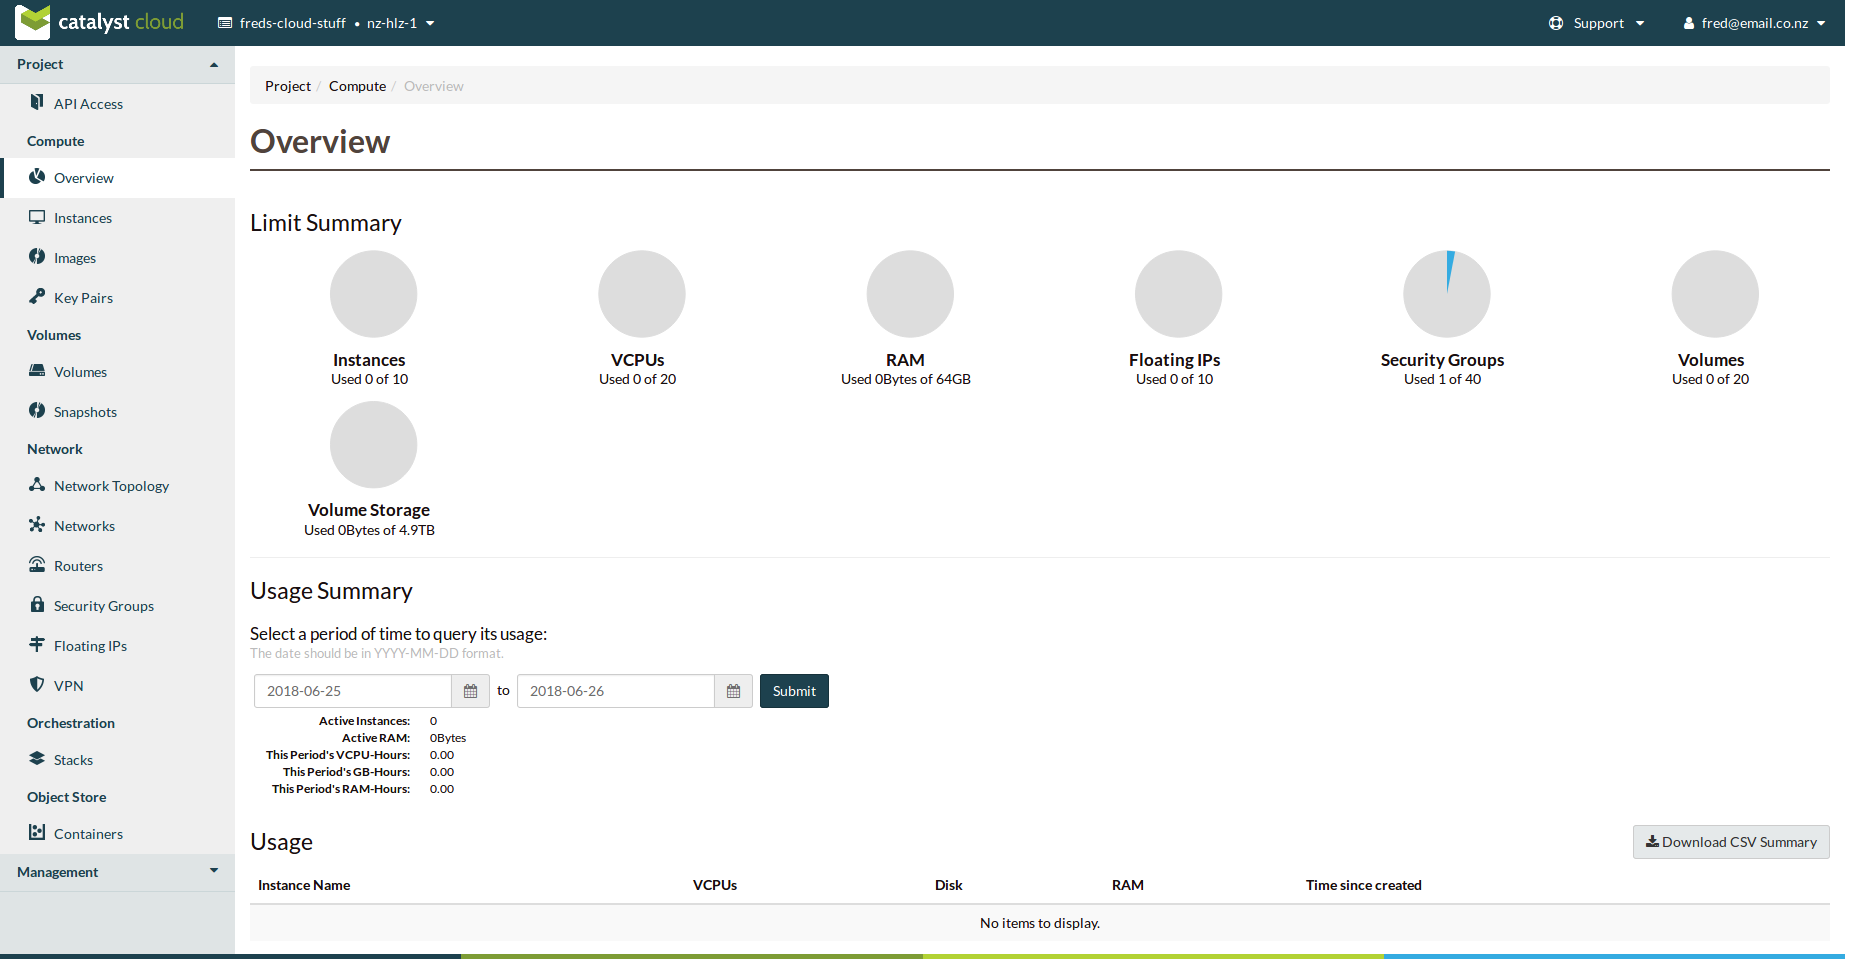 catalyst cloud
freds-cloud-stuff • nz-hlz-1
Support
fred@email.co.nz
Project
API Access
Compute
Overview
Instances
Images
Key Pairs
Volumes
Volumes
Snapshots
Network
Network Topology
Networks
Routers
Security Groups
Floating IPs
VPN
Orchestration
Stacks
Object Store
Containers
Management
Project / Compute / Overview
Overview
Limit Summary
Instances
Used 0 of 10
VCPUs
Used 0 of 20
RAM
Used 0Bytes of 64GB
Floating IPs
Used 0 of 10
Security Groups
Used 1 of 40
Volumes
Used 0 of 20
Volume Storage
Used 0Bytes of 4.9TB
Usage Summary
Select a period of time to query its usage:
The date should be in YYYY-MM-DD format.
2018-06-25 to 2018-06-26 Submit
Active Instances: 0
Active RAM: 0Bytes
This Period's VCPU-Hours: 0.00
This Period's GB-Hours: 0.00
This Period's RAM-Hours: 0.00
Usage
Download CSV Summary
Instance Name VCPUs Disk RAM Time since created
No items to display.